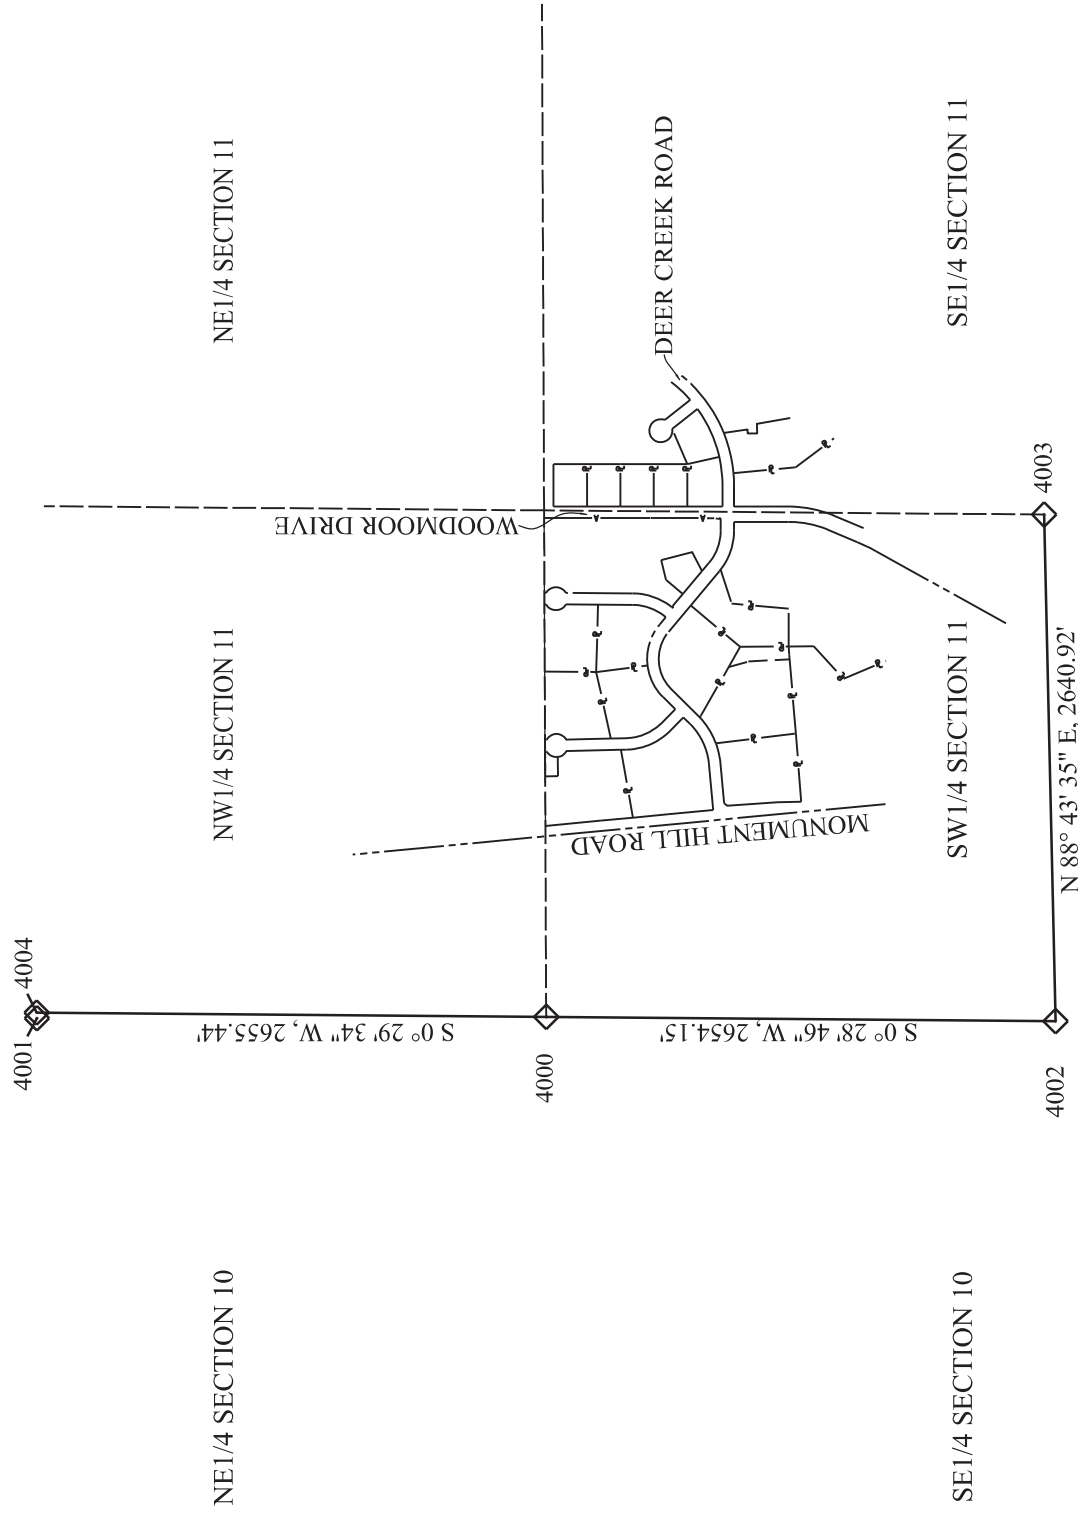 4001
4004
NE1/4 SECTION 10
NW1/4 SECTION 11
NE1/4 SECTION 11
S 0° 29' 34" W, 2655.44'
4000
WOODMOOR DRIVE
DEER CREEK ROAD
MONUMENT HILL ROAD
S 0° 28' 46" W, 2654.15'
SE1/4 SECTION 10
SW1/4 SECTION 11
SE1/4 SECTION 11
4002
N 88° 43' 35" E, 2640.92'
4003